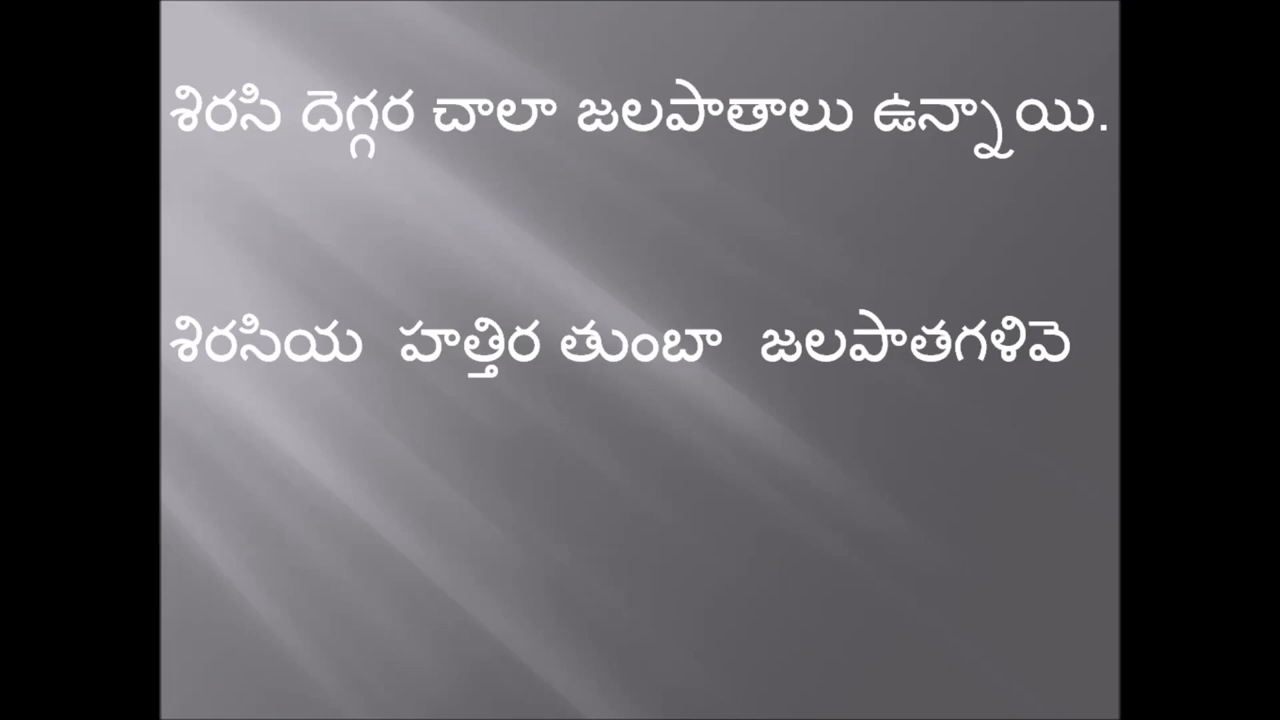 శిరసి దెగ్గర చాలా జలపాతాలు ఉన్నాయి.
శిరసియ హత్తిర తుంబా జలపాతగళివె